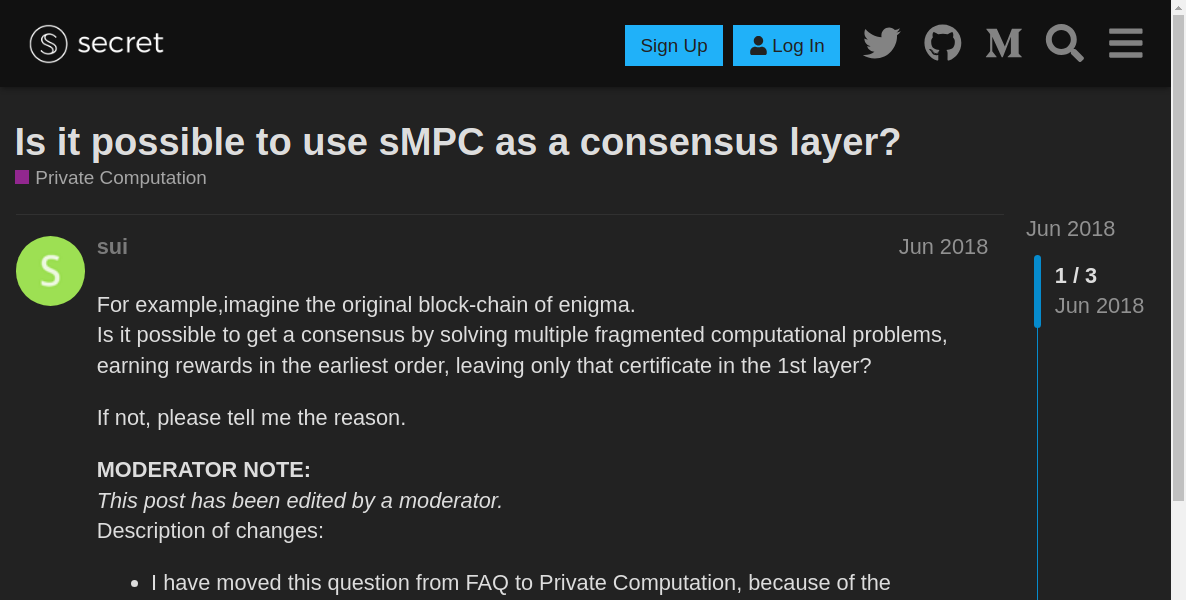 secret
Sign Up
Log In
Is it possible to use sMPC as a consensus layer?
Private Computation
sui
Jun 2018
Jun 2018
1 / 3
Jun 2018
For example,imagine the original block-chain of enigma.
Is it possible to get a consensus by solving multiple fragmented computational problems,
earning rewards in the earliest order, leaving only that certificate in the 1st layer?
If not, please tell me the reason.
MODERATOR NOTE:
This post has been edited by a moderator.
Description of changes:
I have moved this question from FAQ to Private Computation, because of the